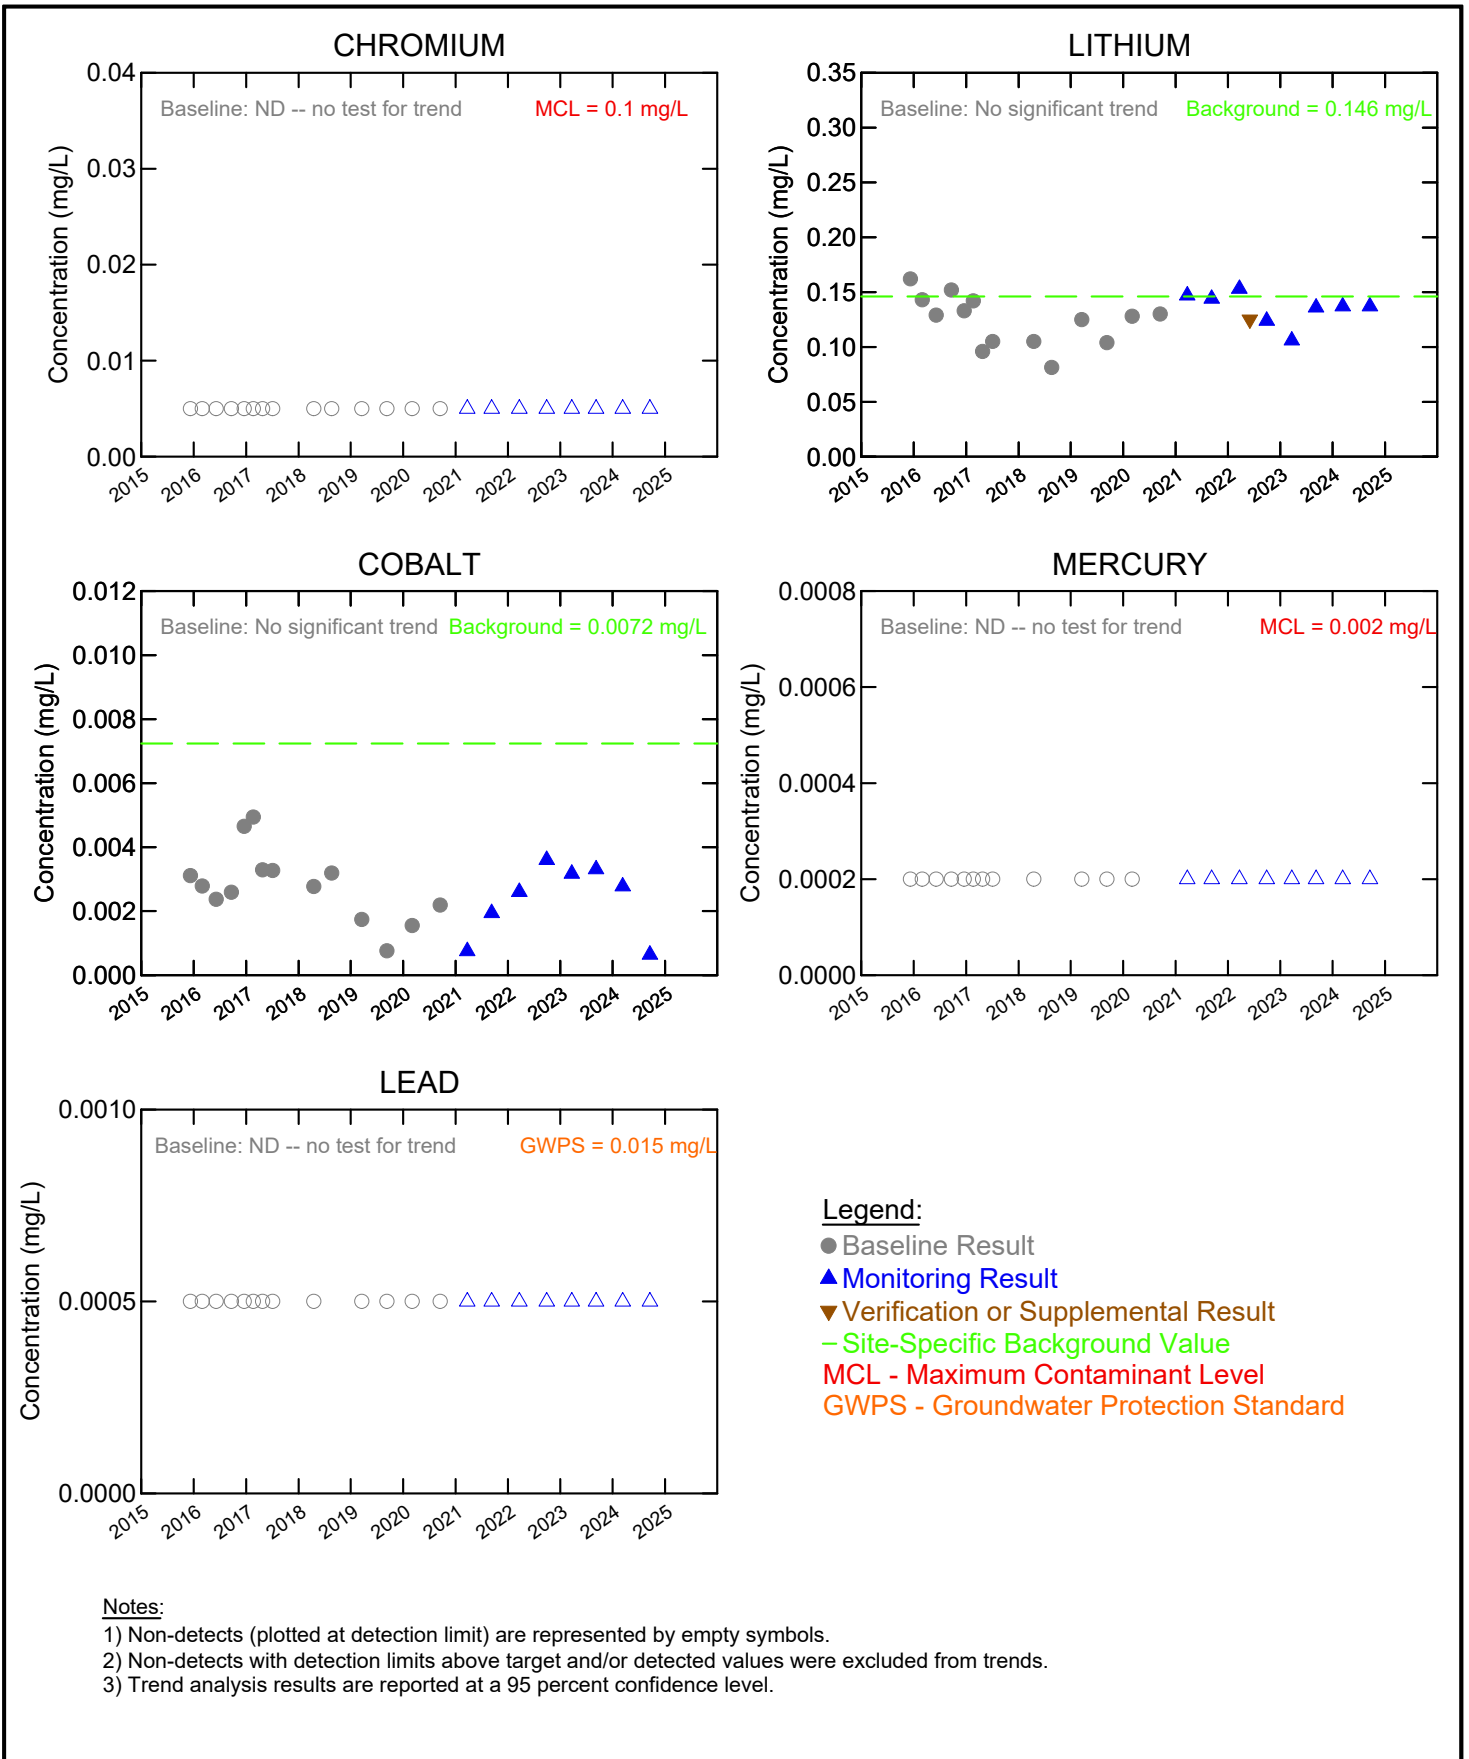 CHROMIUM
Concentration (mg/L)
0.04
0.03
0.02
0.01
0.00
Baseline: ND -- no test for trend
MCL = 0.1 mg/L
2015 2016 2017 2018 2019 2020 2021 2022 2023 2024 2025
LITHIUM
Concentration (mg/L)
0.35
0.30
0.25
0.20
0.15
0.10
0.05
0.00
Baseline: No significant trend
Background = 0.146 mg/L
2015 2016 2017 2018 2019 2020 2021 2022 2023 2024 2025
COBALT
Concentration (mg/L)
0.012
0.010
0.008
0.006
0.004
0.002
0.000
Baseline: No significant trend
Background = 0.0072 mg/L
2015 2016 2017 2018 2019 2020 2021 2022 2023 2024 2025
MERCURY
Concentration (mg/L)
0.0008
0.0006
0.0004
0.0002
0.0000
Baseline: ND -- no test for trend
MCL = 0.002 mg/L
2015 2016 2017 2018 2019 2020 2021 2022 2023 2024 2025
LEAD
Concentration (mg/L)
0.0010
0.0005
0.0000
Baseline: ND -- no test for trend
GWPS = 0.015 mg/L
2015 2016 2017 2018 2019 2020 2021 2022 2023 2024 2025
Legend:
Baseline Result
Monitoring Result
Verification or Supplemental Result
Site-Specific Background Value
MCL - Maximum Contaminant Level
GWPS - Groundwater Protection Standard
Notes:
1) Non-detects (plotted at detection limit) are represented by empty symbols.
2) Non-detects with detection limits above target and/or detected values were excluded from trends.
3) Trend analysis results are reported at a 95 percent confidence level.